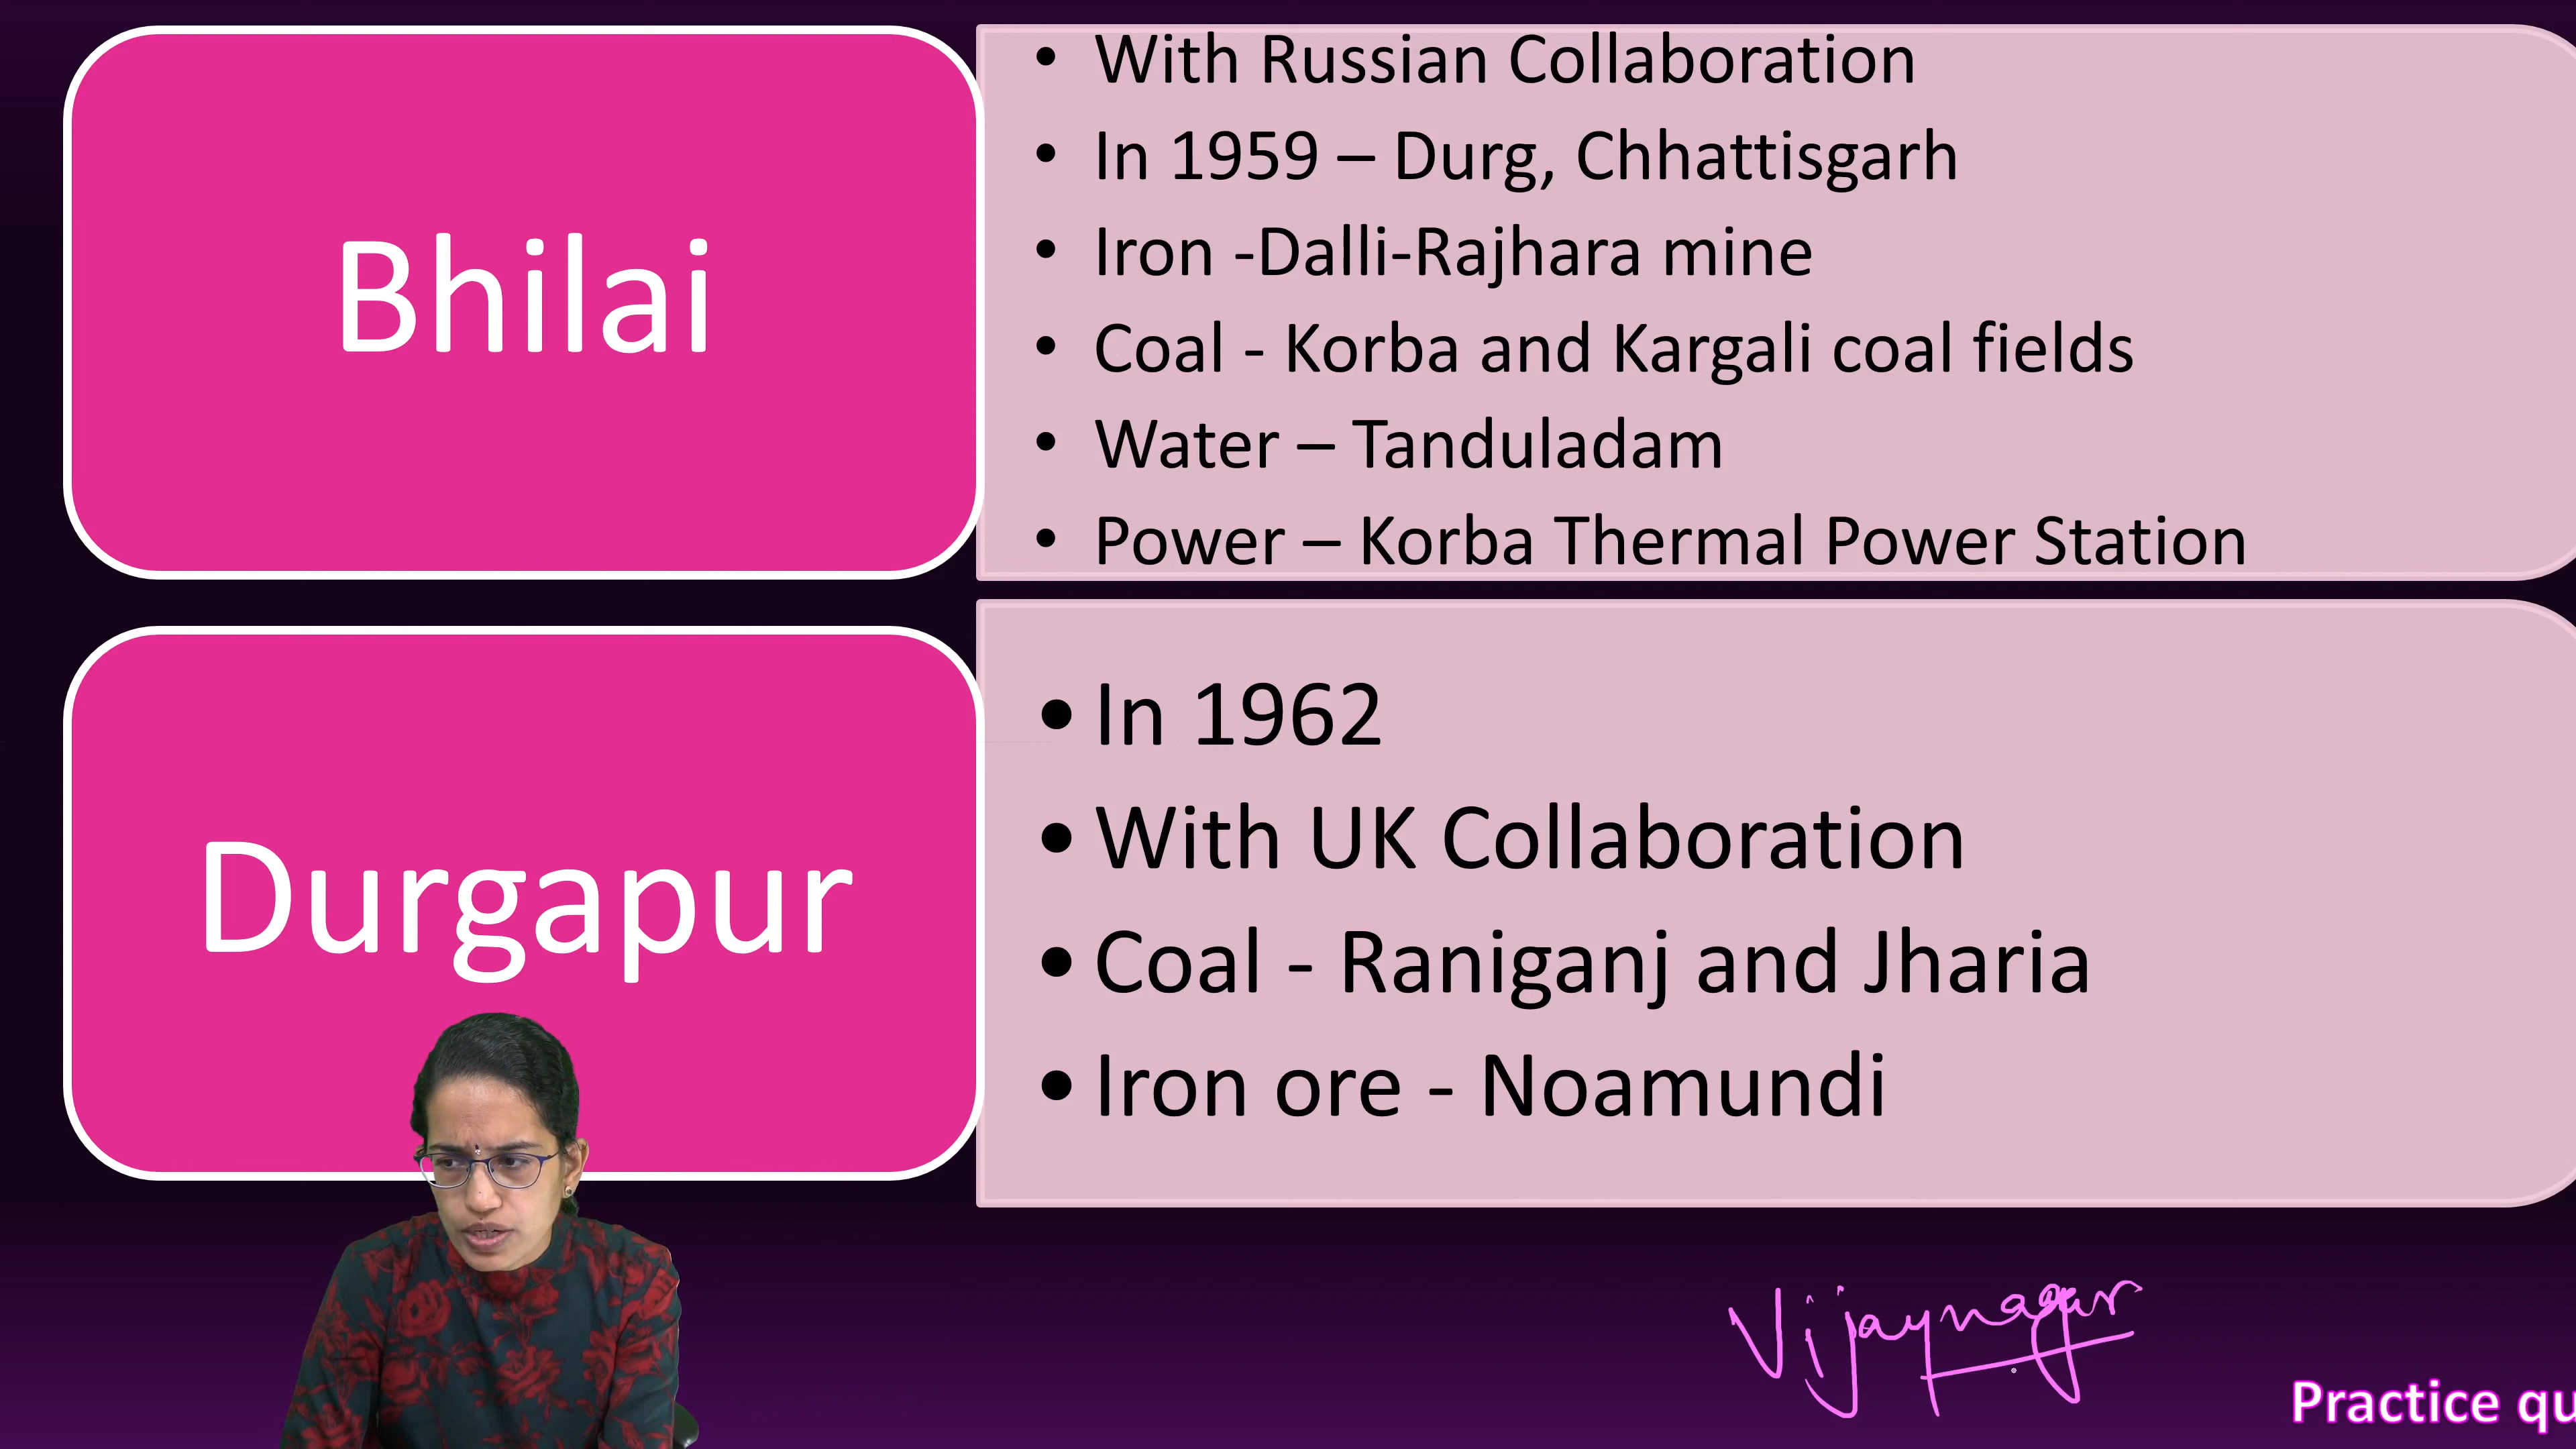 Bhilai
• With Russian Collaboration
• In 1959 – Durg, Chhattisgarh
• Iron -Dalli-Rajhara mine
• Coal - Korba and Kargali coal fields
• Water – Tanduladam
• Power – Korba Thermal Power Station
Durgapur
• In 1962
• With UK Collaboration
• Coal - Raniganj and Jharia
• Iron ore - Noamundi
Vijaynagar
Practice qu